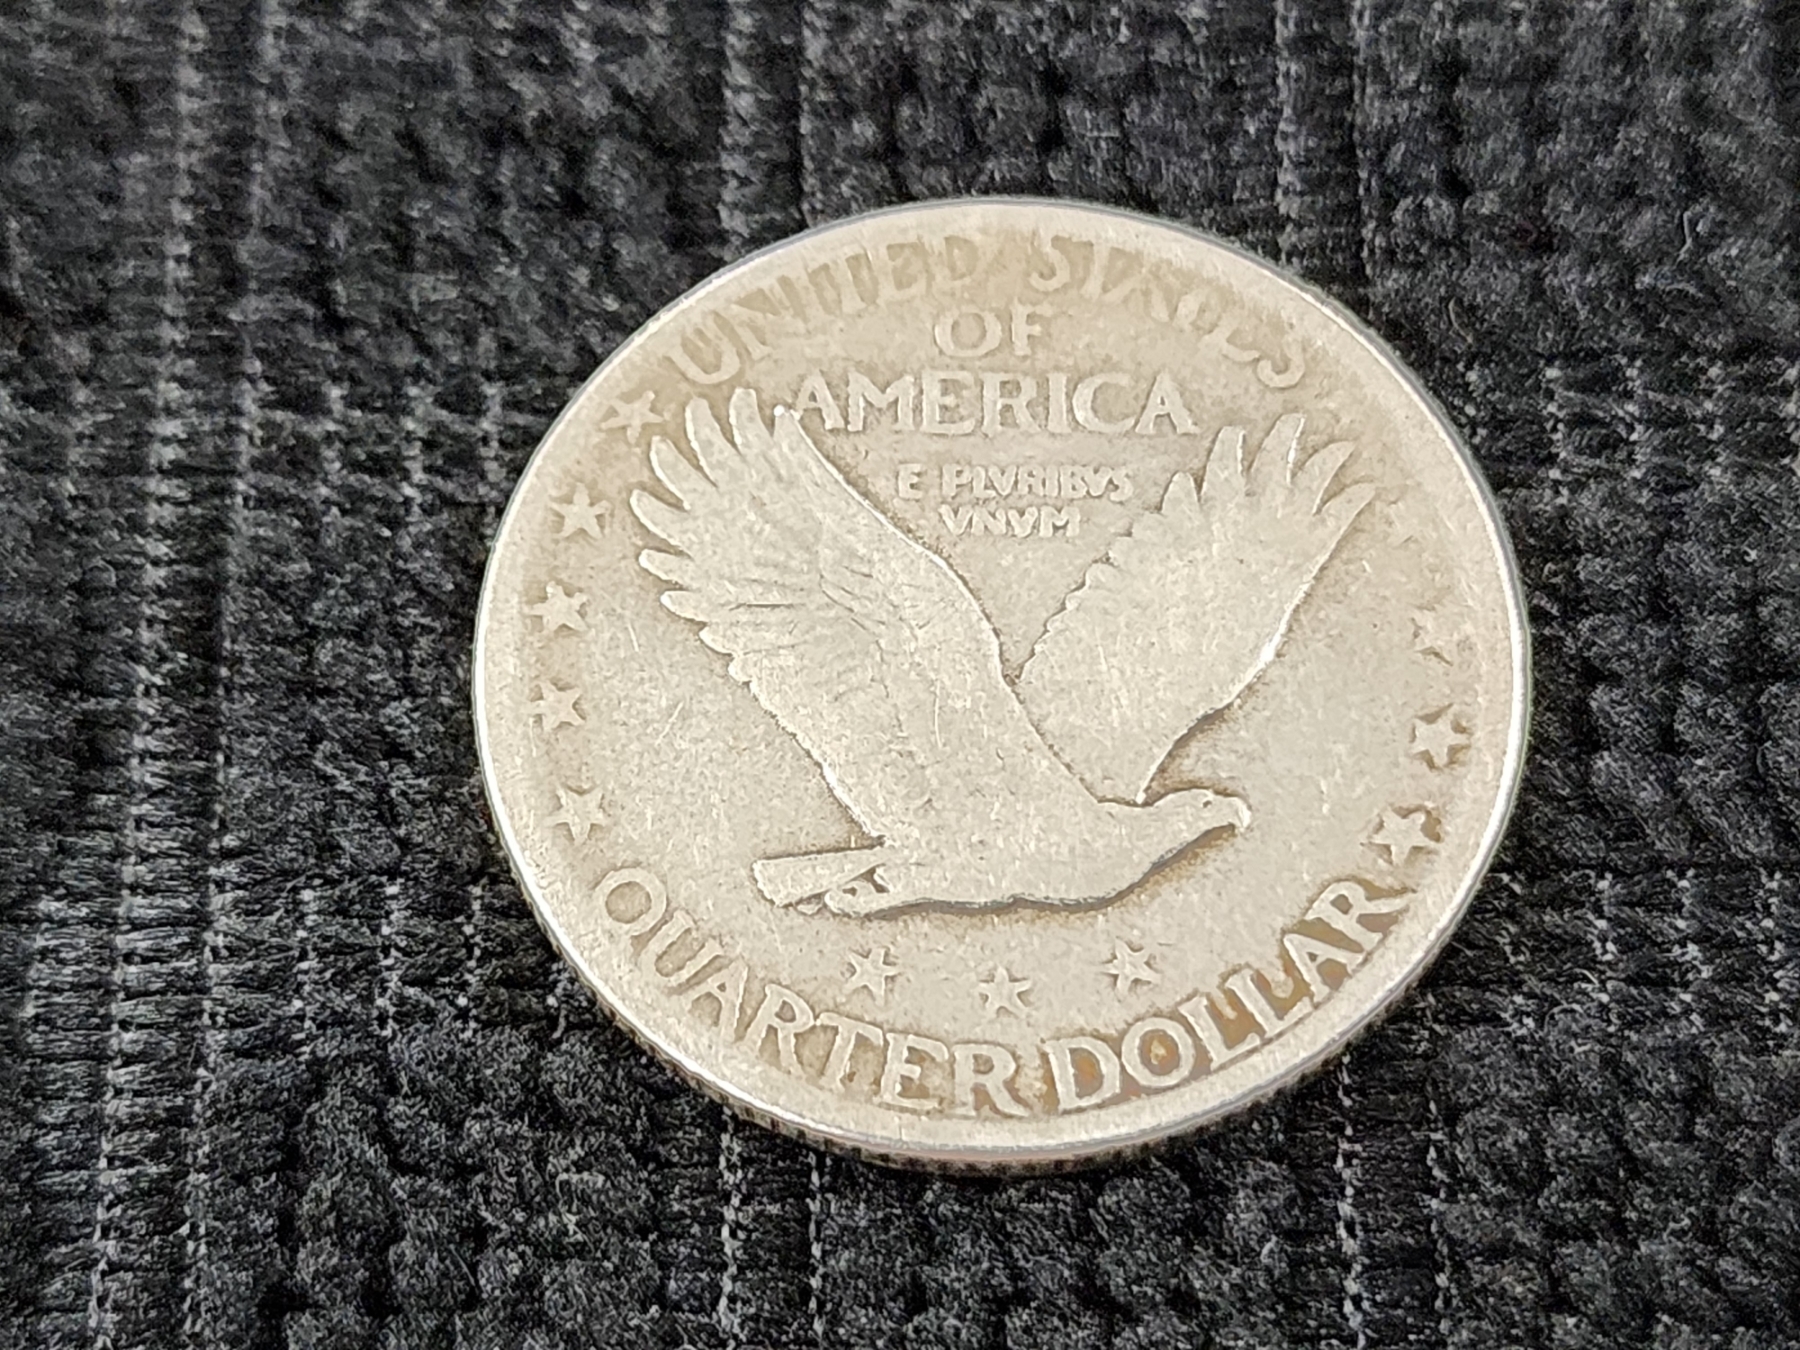 UNITED STATES
OF
AMERICA
E PLVRIBVS
VNVM
QUARTER DOLLAR